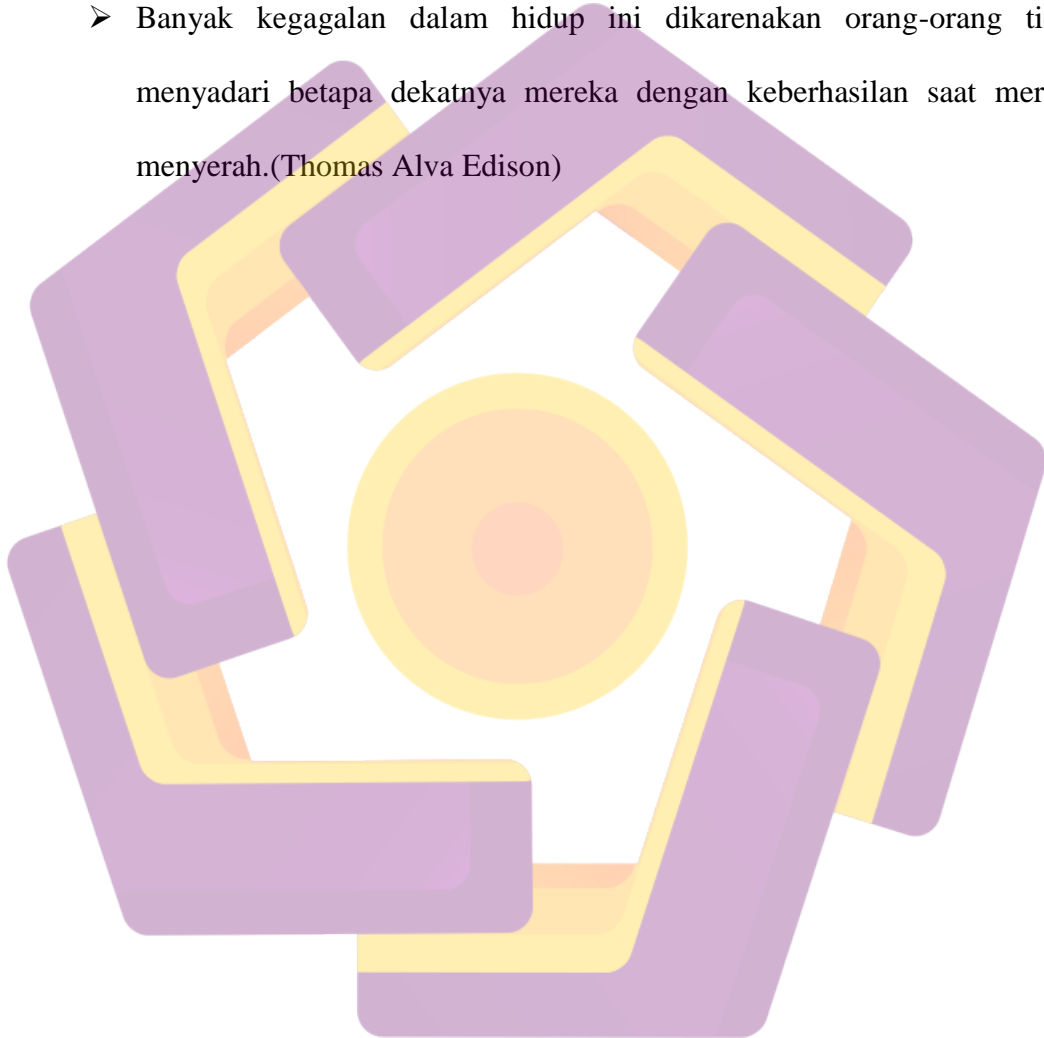 ➢ Banyak kegagalan dalam hidup ini dikarenakan orang-orang ti
menyadari betapa dekatnya mereka dengan keberhasilan saat mer
menyerah.(Thomas Alva Edison)